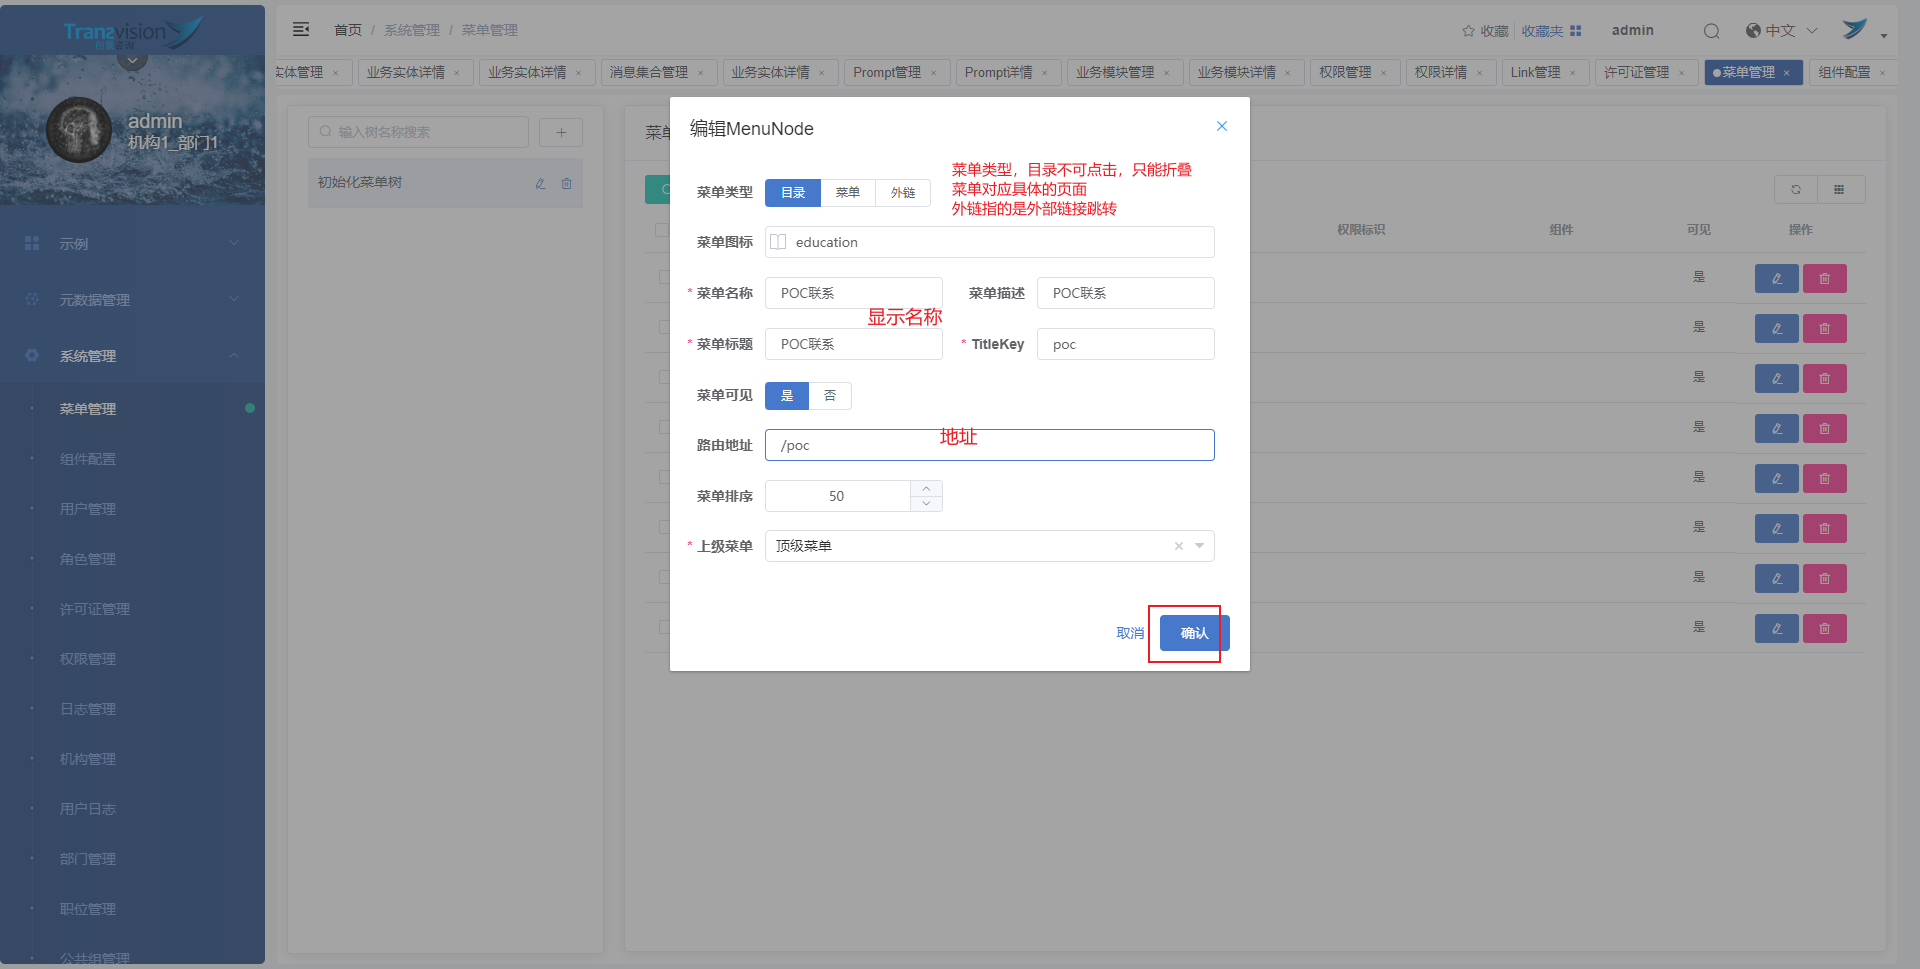 Transvision
创景咨询
首页 / 系统管理 / 菜单管理
收藏 收藏夹 admin 中文
实体管理 × 业务实体详情 × 业务实体详情 × 消息集合管理 × 业务实体详情 × Prompt管理 × Prompt详情 × 业务模块管理 × 业务模块详情 × 权限管理 × 权限详情 × Link管理 × 许可证管理 × 菜单管理 × 组件配置 ×
admin
机构1_部门1
示例
元数据管理
系统管理
菜单管理
组件配置
用户管理
角色管理
许可证管理
权限管理
日志管理
机构管理
用户日志
部门管理
职位管理
公共组管理
输入树名称搜索
初始化菜单树
编辑MenuNode
菜单类型 目录 菜单 外链
菜单类型，目录不可点击，只能折叠
菜单对应具体的页面
外链指的是外部链接跳转
菜单图标 education
* 菜单名称 POC联系 菜单描述 POC联系
显示名称
* 菜单标题 POC联系 * TitleKey poc
菜单可见 是 否
路由地址 /poc
地址
菜单排序 50
* 上级菜单 顶级菜单
取消 确认
权限标识 组件 可见 操作
是
是
是
是
是
是
是
是